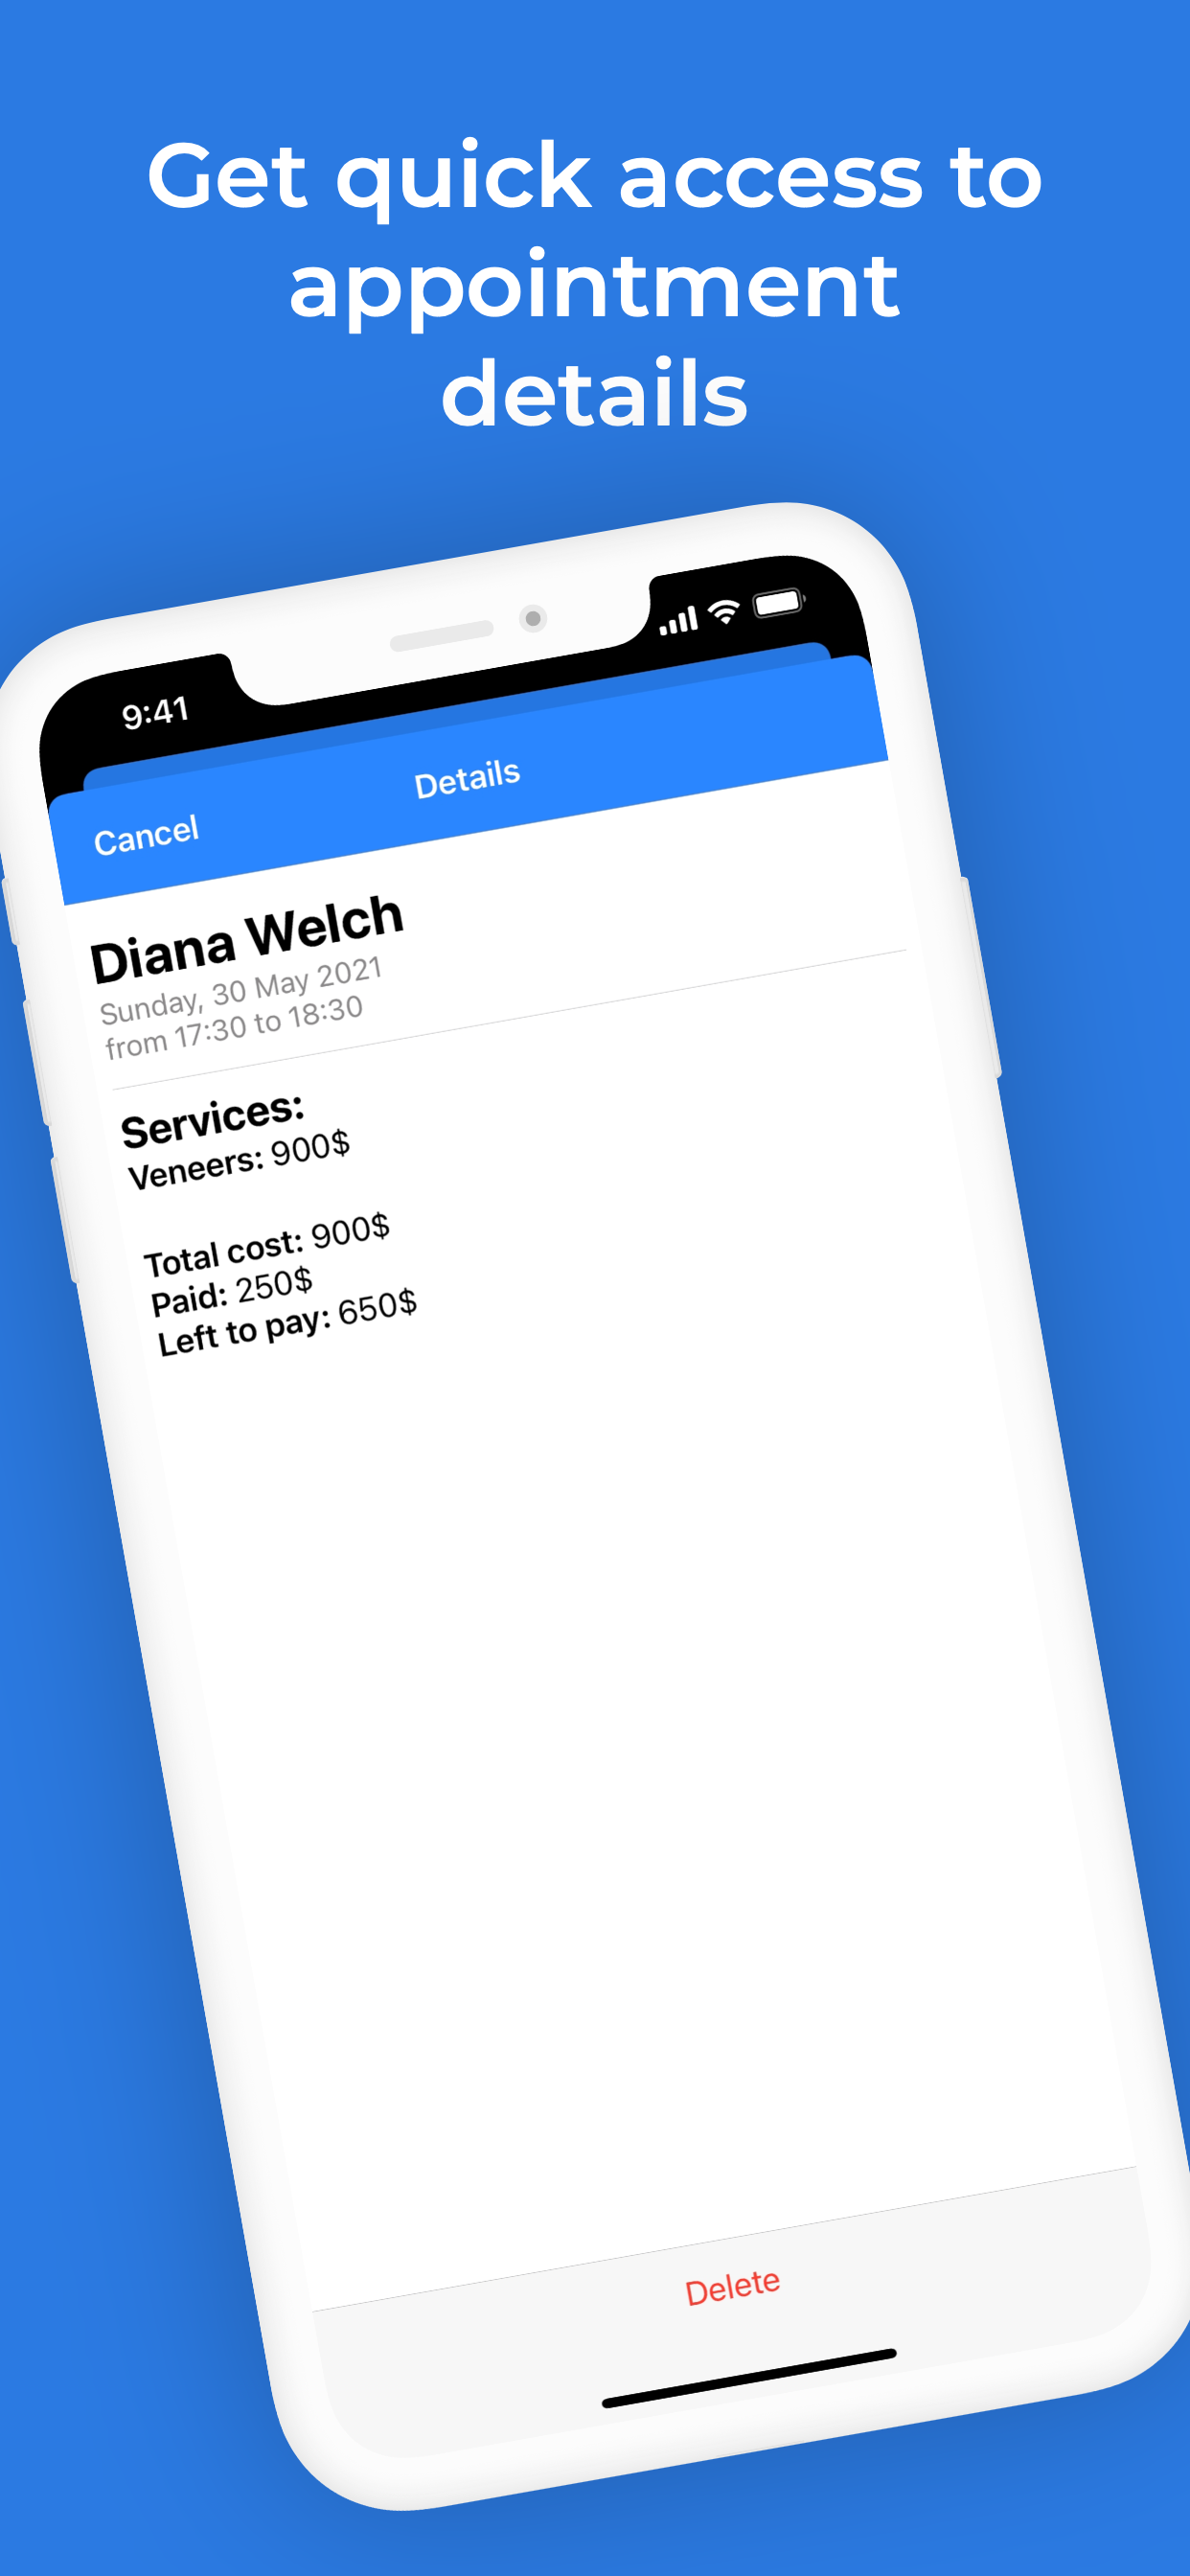 Get quick access to
appointment
details
9:41
Cancel
Details
Diana Welch
Sunday, 30 May 2021
from 17:30 to 18:30
Services:
Veneers: 900$
Total cost: 900$
Paid: 250$
Left to pay: 650$
Delete